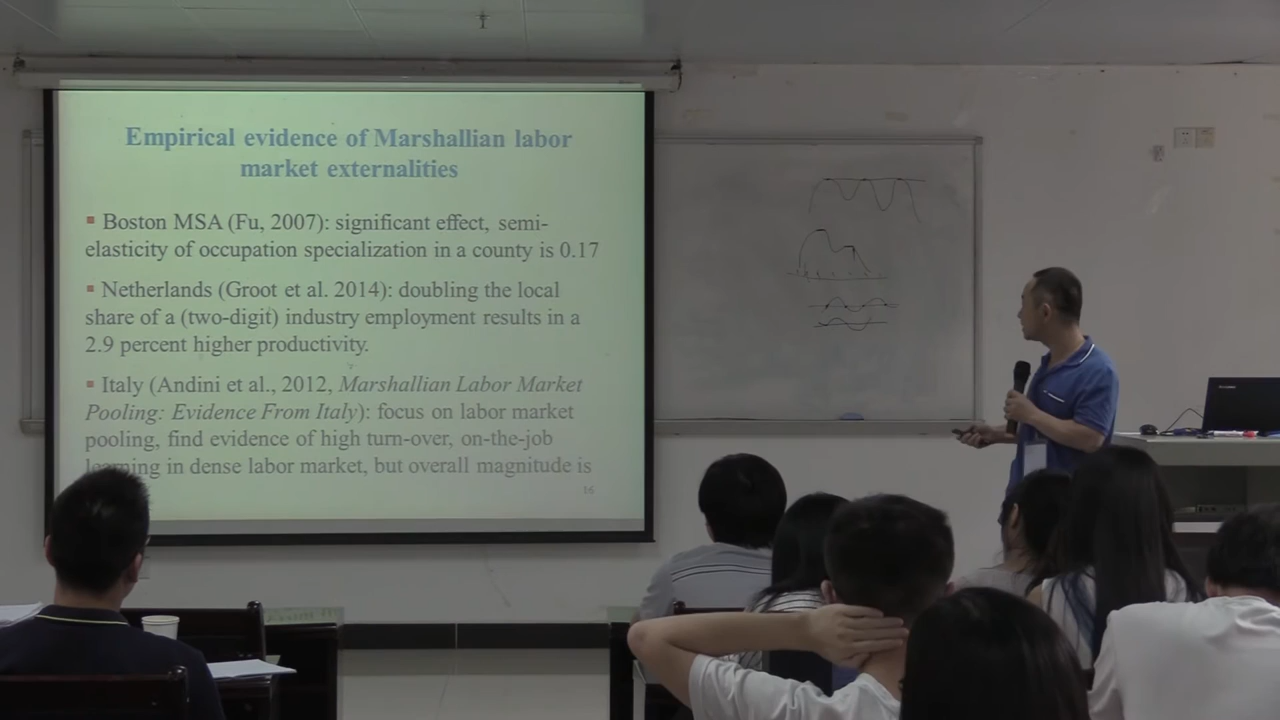 Empirical evidence of Marshallian labor
market externalities
▪ Boston MSA (Fu, 2007): significant effect, semi-
elasticity of occupation specialization in a county is 0.17
▪ Netherlands (Groot et al. 2014): doubling the local
share of a (two-digit) industry employment results in a
2.9 percent higher productivity.
▪ Italy (Andini et al., 2012, Marshallian Labor Market
Pooling: Evidence From Italy): focus on labor market
pooling, find evidence of high turn-over, on-the-job
learning in dense labor market, but overall magnitude is
16